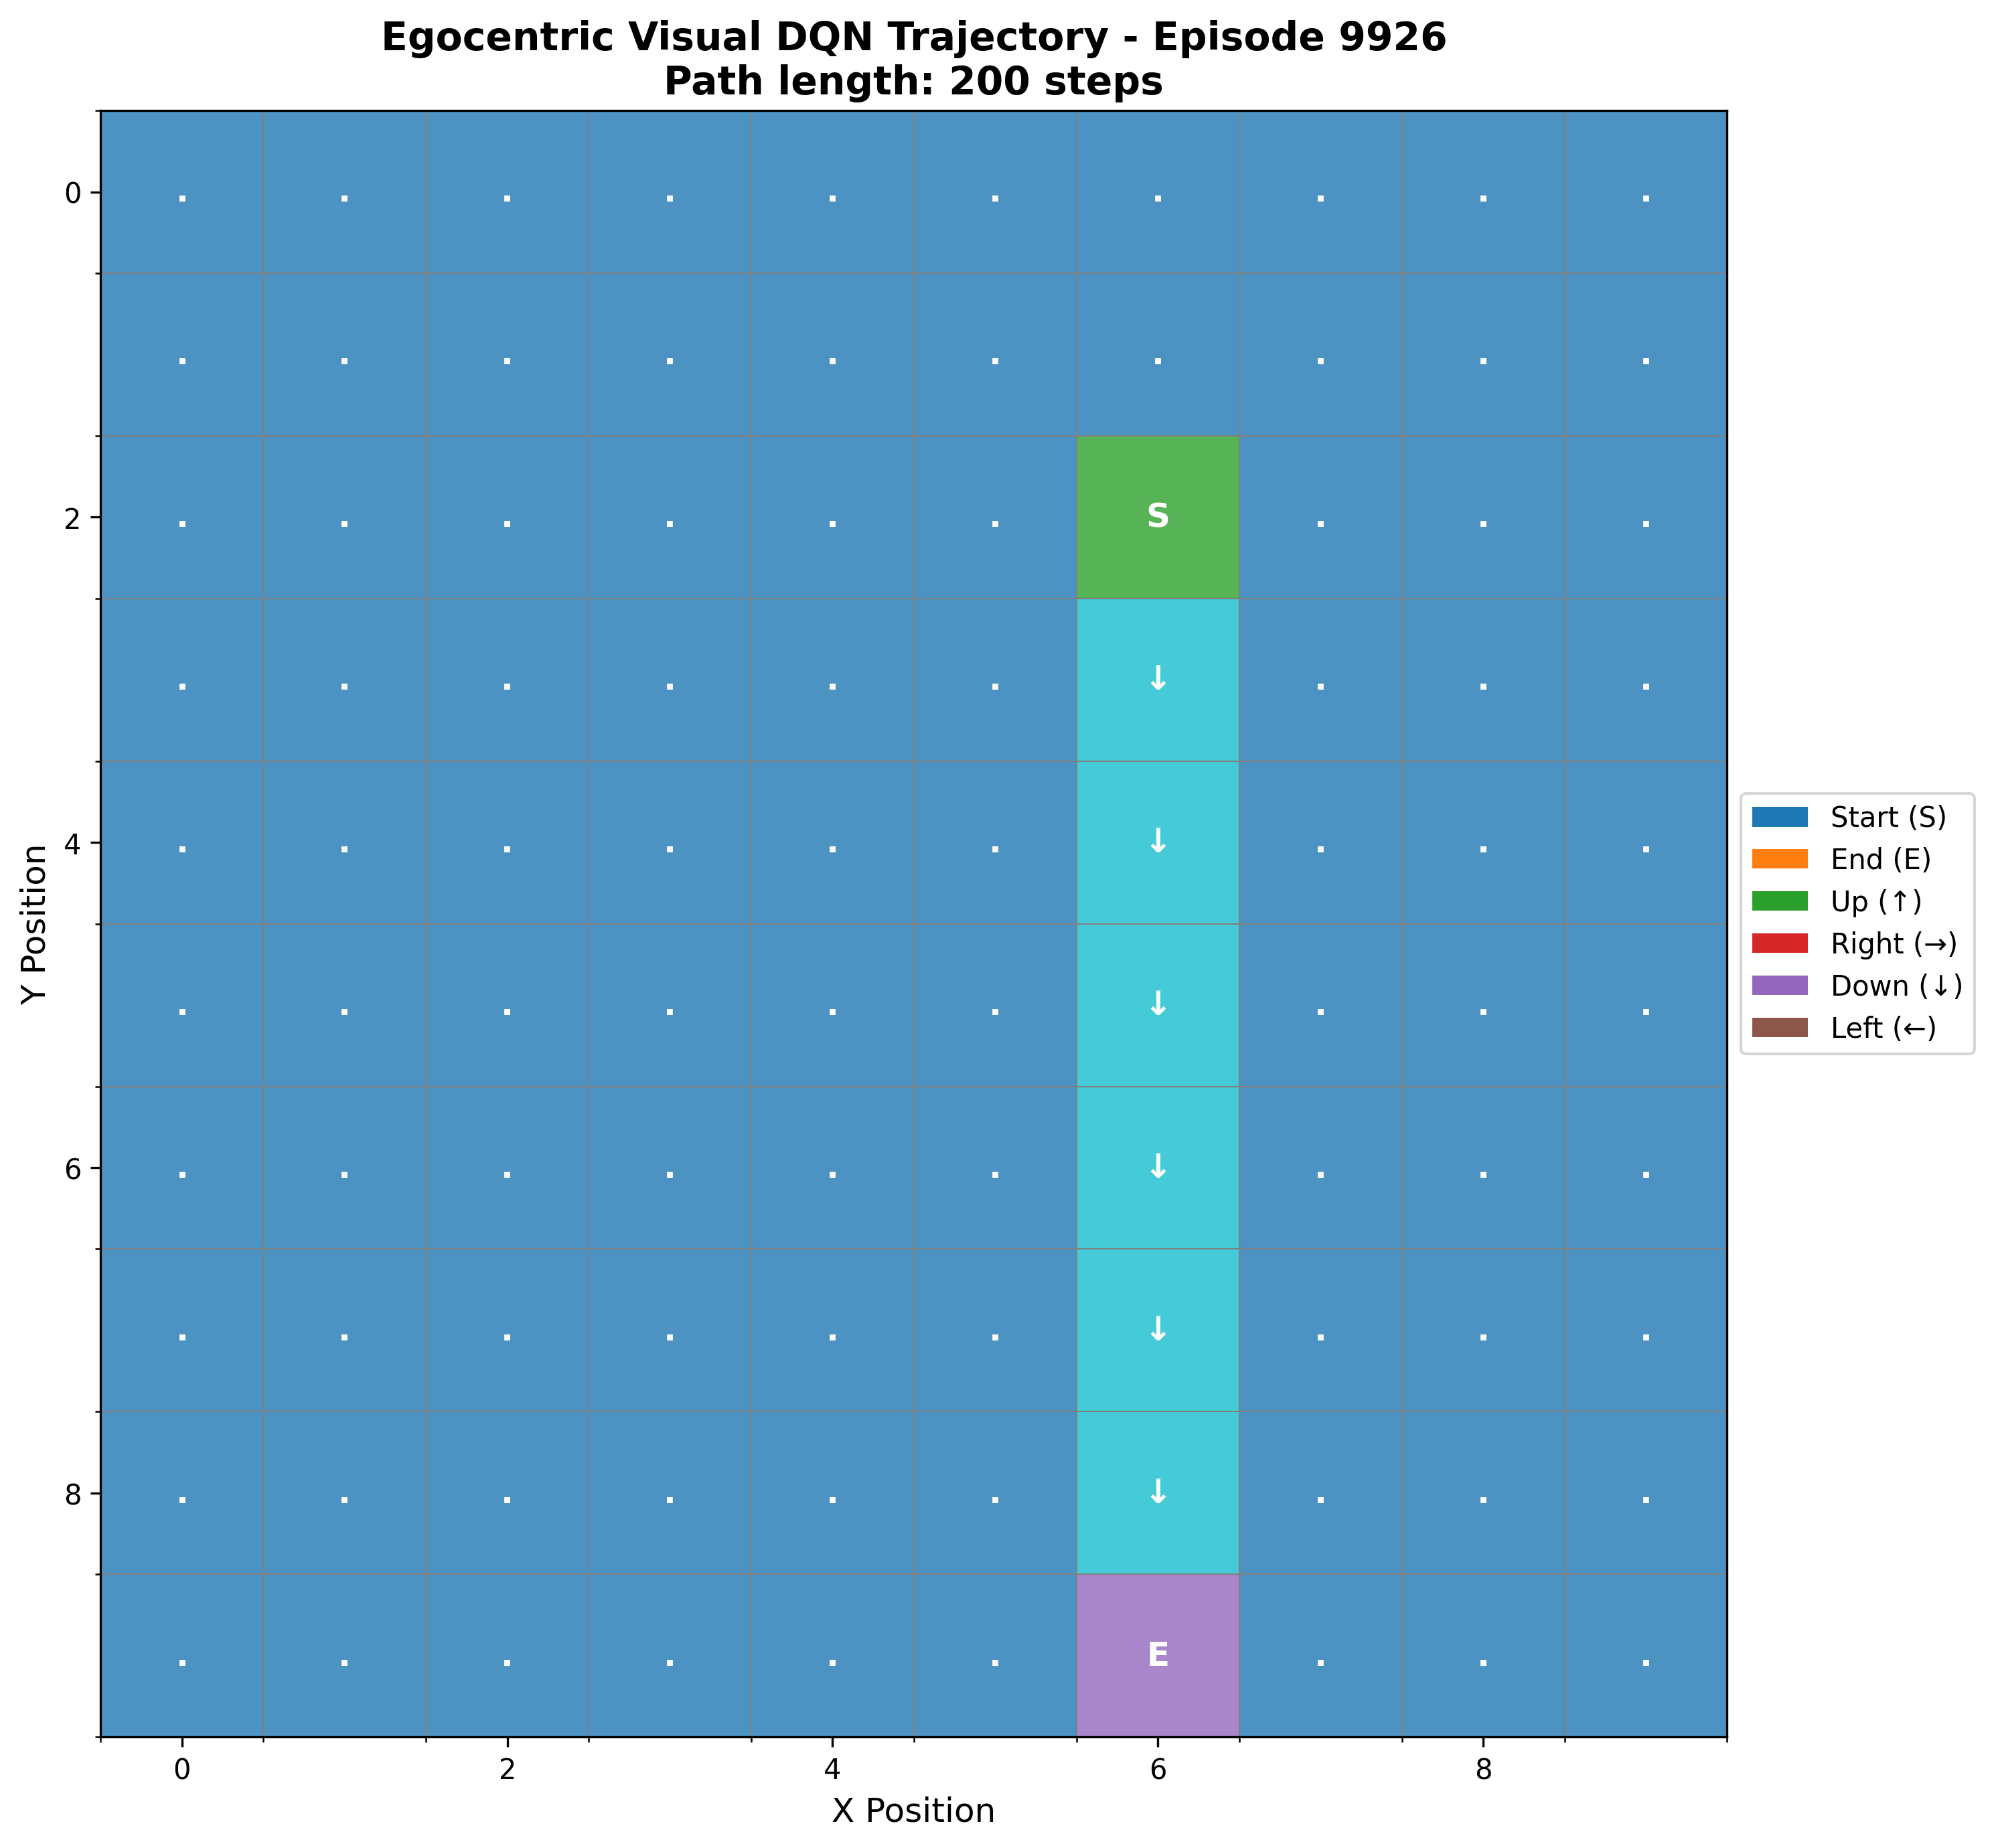 Egocentric Visual DQN Trajectory - Episode 9926
Path length: 200 steps
0
2
S
↓
4
↓
↓
6
↓
↓
8
↓
E
0 2 4 6 8
X Position
Y Position
Start (S)
End (E)
Up (↑)
Right (→)
Down (↓)
Left (←)